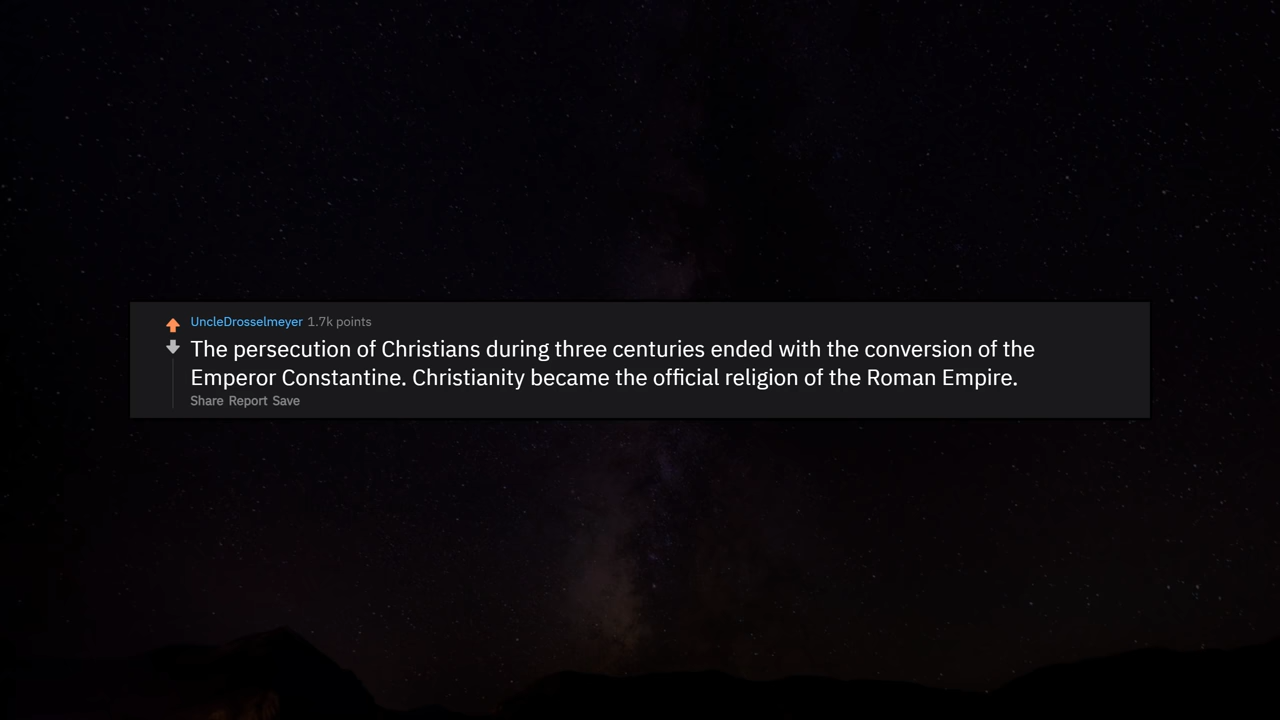 UncleDrosselmeyer 1.7k points
The persecution of Christians during three centuries ended with the conversion of the
Emperor Constantine. Christianity became the official religion of the Roman Empire.
Share Report Save